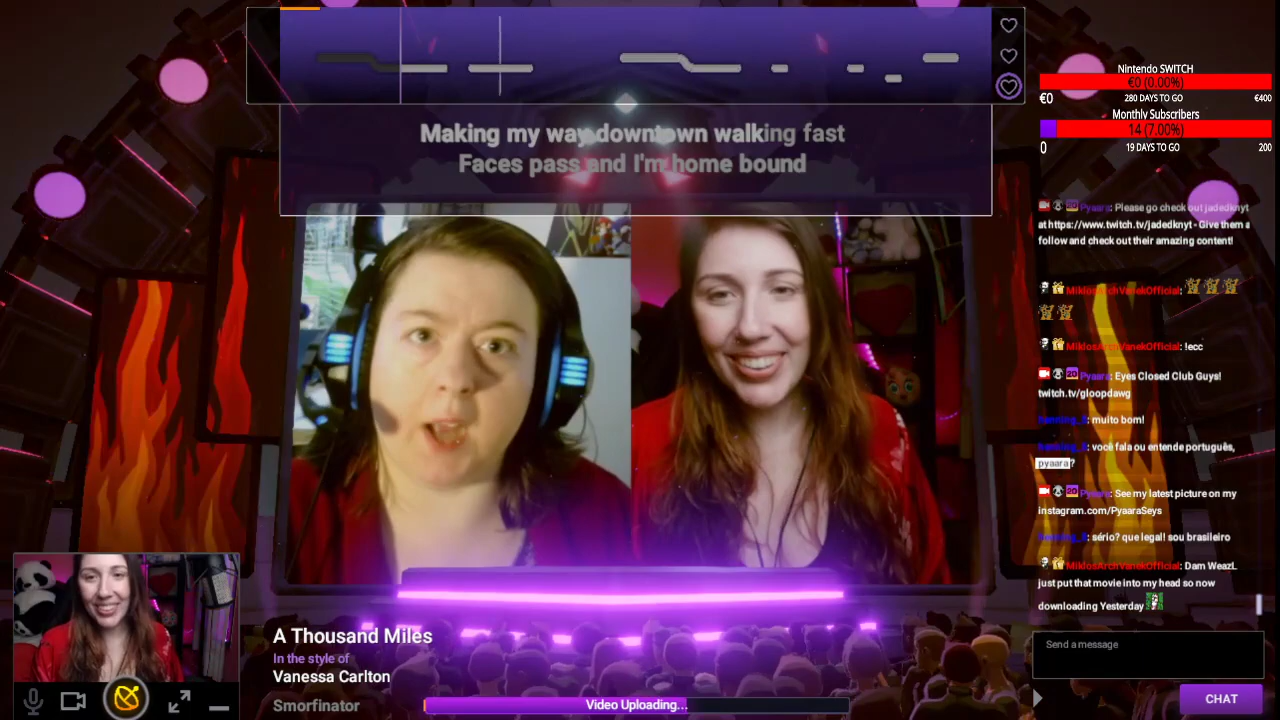 Making my way downtown walking fast
Faces pass and I'm home bound
Nintendo SWITCH
€0 (0.00%)
€0 280 DAYS TO GO €400
Monthly Subscribers
14 (7.00%)
0 19 DAYS TO GO 200
Pyaara: Please go check out jadedknyt
at https://www.twitch.tv/jadedknyt - Give them a
follow and check out their amazing content!
MiklosArchVanekOfficial:
MiklosArchVanekOfficial: !ecc
20 Pyaara: Eyes Closed Club Guys!
twitch.tv/gloopdawg
: muito bom!
: você fala ou entende português,
pyaara?
20 Pyaara: See my latest picture on my
instagram.com/PyaaraSeys
: sério? que legal! sou brasileiro
MiklosArchVanekOfficial: Dam WeazL
just put that movie into my head so now
downloading Yesterday
Send a message
CHAT
A Thousand Miles
In the style of
Vanessa Carlton
Smorfinator
Video Uploading...